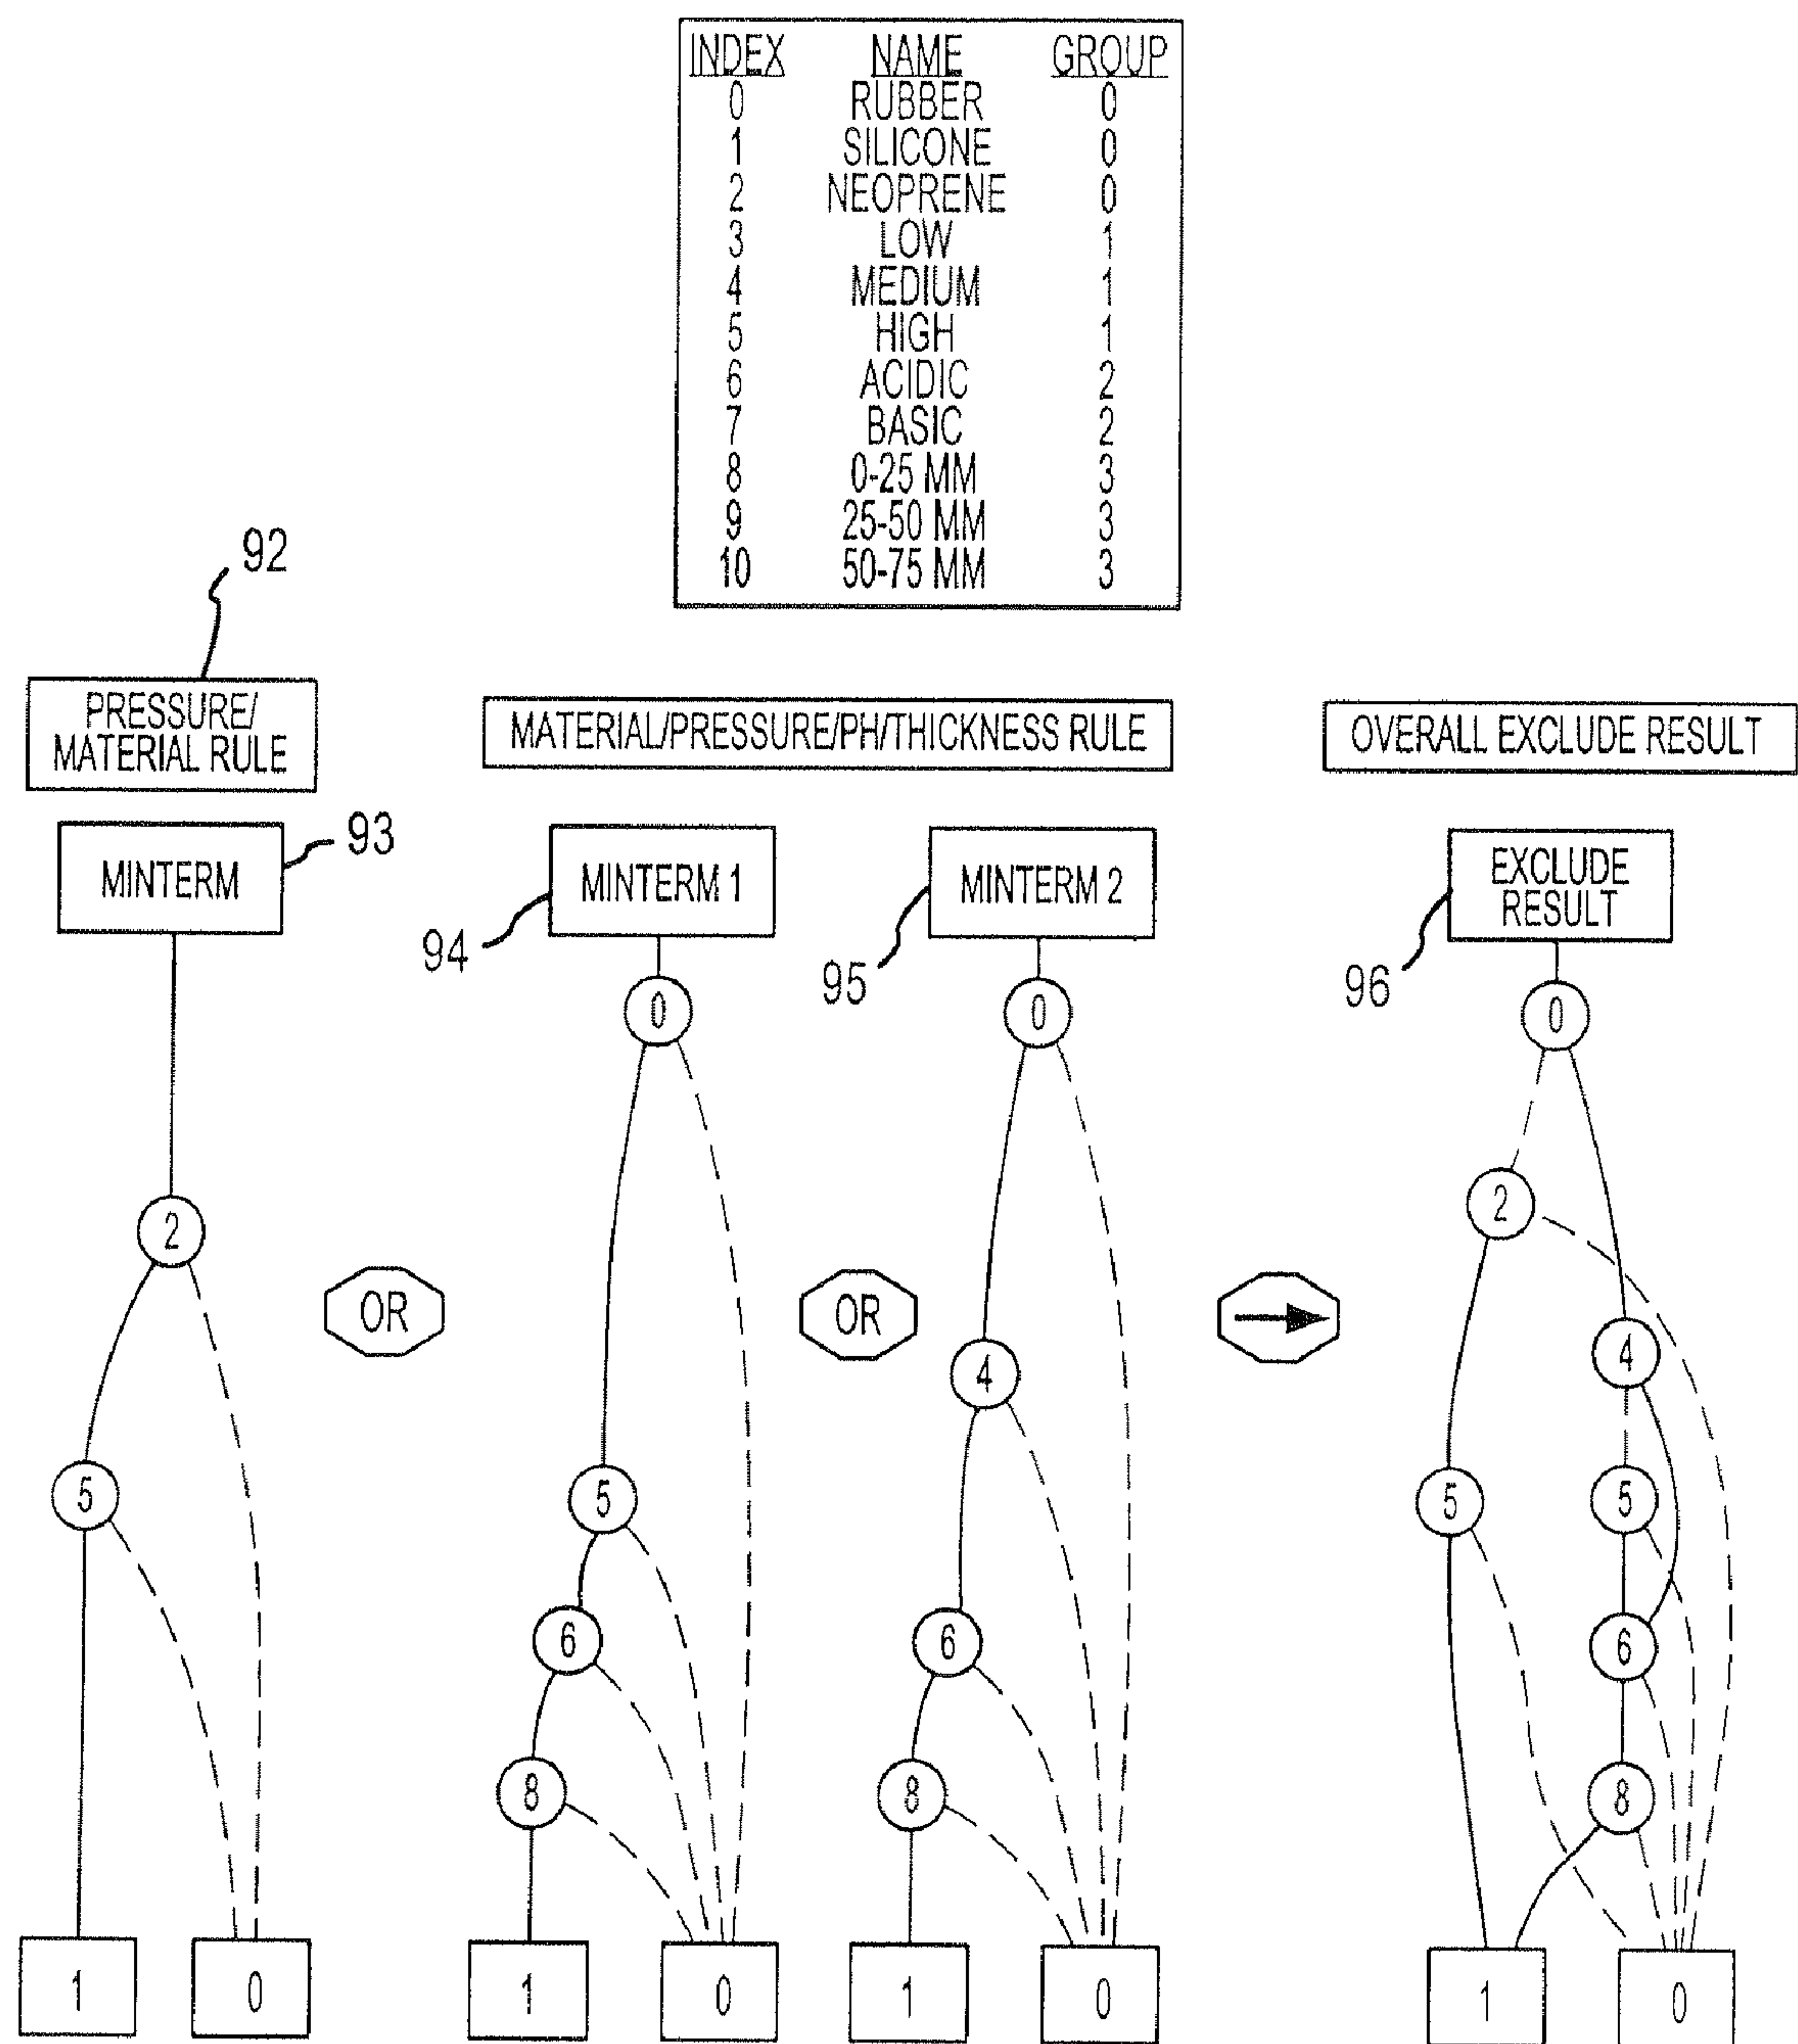 INDEX NAME GROUP
0 RUBBER 0
1 SILICONE 0
2 NEOPRENE 0
3 LOW 1
4 MEDIUM 1
5 HIGH 1
6 ACIDIC 2
7 BASIC 2
8 0-25 MM 3
9 25-50 MM 3
10 50-75 MM 3
92
PRESSURE/
MATERIAL RULE
MATERIAL/PRESSURE/PH/THICKNESS RULE
OVERALL EXCLUDE RESULT
93
MINTERM
94
MINTERM 1
95
MINTERM 2
96
EXCLUDE
RESULT
0 0 0
2 2
OR OR
4 4
5 5 5 5
6 6 6
8 8 8
1 0 1 0 1 0 1 0